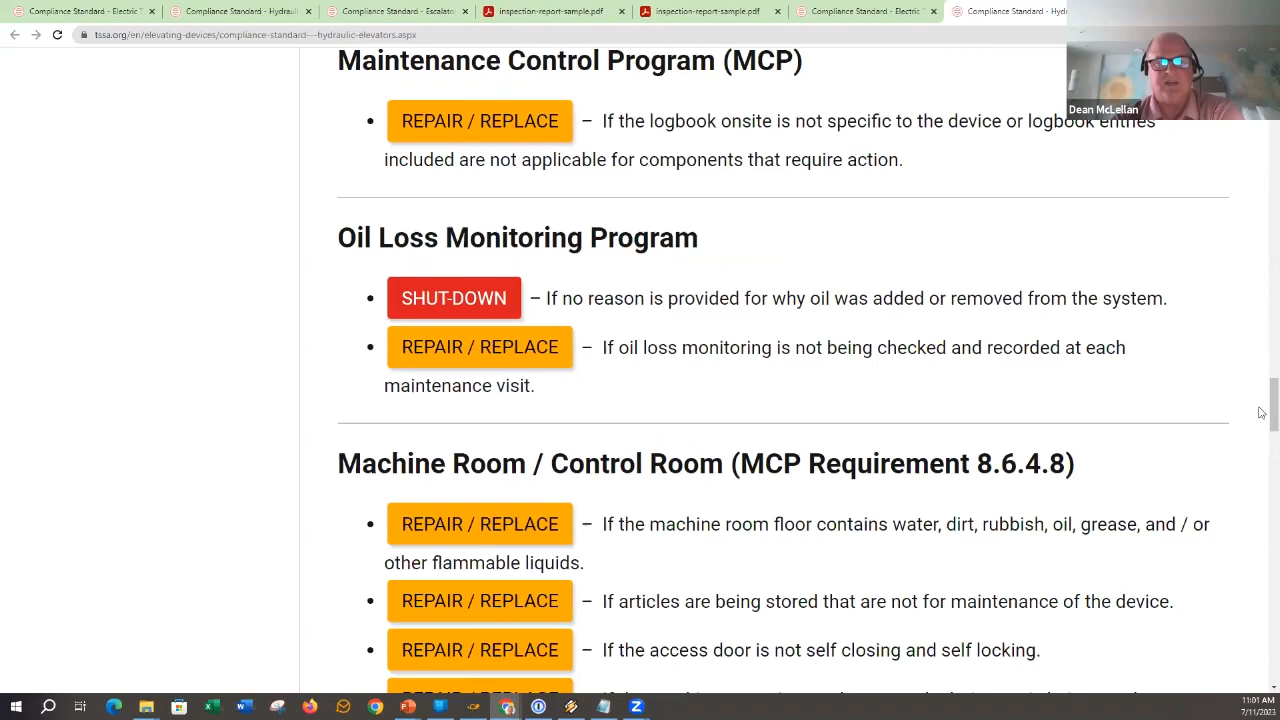 Compliance Standard - Electric T
Compliance Standard - Hydrauli
Compliance Standard - Escalato
inspection-report-sample.pdf
inspection-report-sample.pdf
Compliance Standard - Electric T
Compliance Standard - Hyd
tssa.org/en/elevating-devices/compliance-standard---hydraulic-elevators.aspx
Dean McLellan
Maintenance Control Program (MCP)
• REPAIR / REPLACE – If the logbook onsite is not specific to the device or logbook entries
included are not applicable for components that require action.
Oil Loss Monitoring Program
• SHUT-DOWN – If no reason is provided for why oil was added or removed from the system.
• REPAIR / REPLACE – If oil loss monitoring is not being checked and recorded at each
maintenance visit.
Machine Room / Control Room (MCP Requirement 8.6.4.8)
• REPAIR / REPLACE – If the machine room floor contains water, dirt, rubbish, oil, grease, and / or
other flammable liquids.
• REPAIR / REPLACE – If articles are being stored that are not for maintenance of the device.
• REPAIR / REPLACE – If the access door is not self closing and self locking.
11:01 AM
7/11/2023